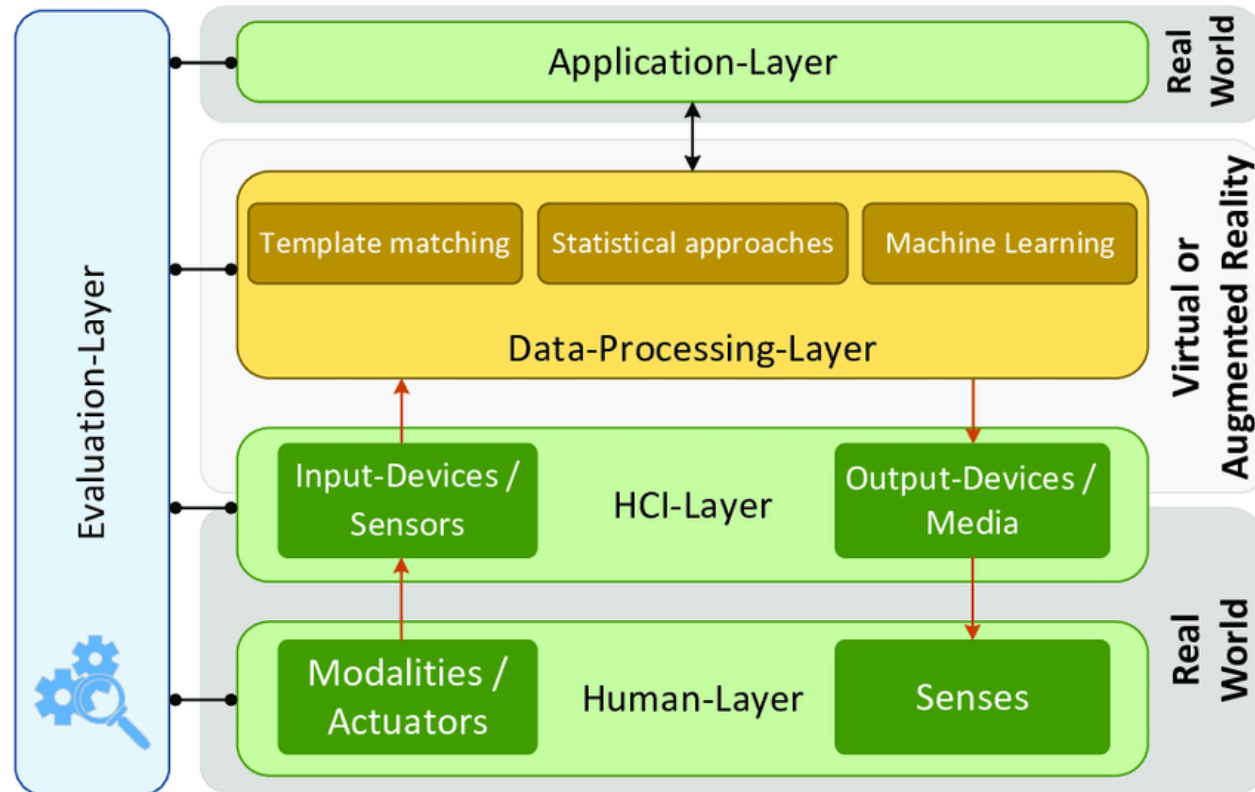 Application-Layer
Real
World
Template matching
Statistical approaches
Machine Learning
Data-Processing-Layer
Virtual or
Augmented Reality
Evaluation-Layer
Input-Devices /
Sensors
HCI-Layer
Output-Devices /
Media
Modalities /
Actuators
Human-Layer
Senses
Real
World